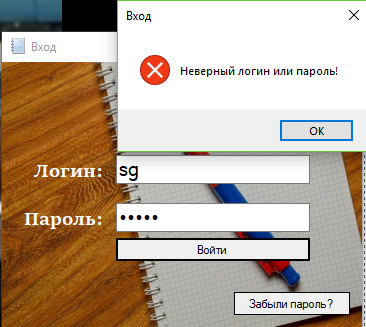 Вход
Вход
Неверный логин или пароль!
OK
Логин:
sg
Пароль:
•••••
Войти
Забыли пароль?